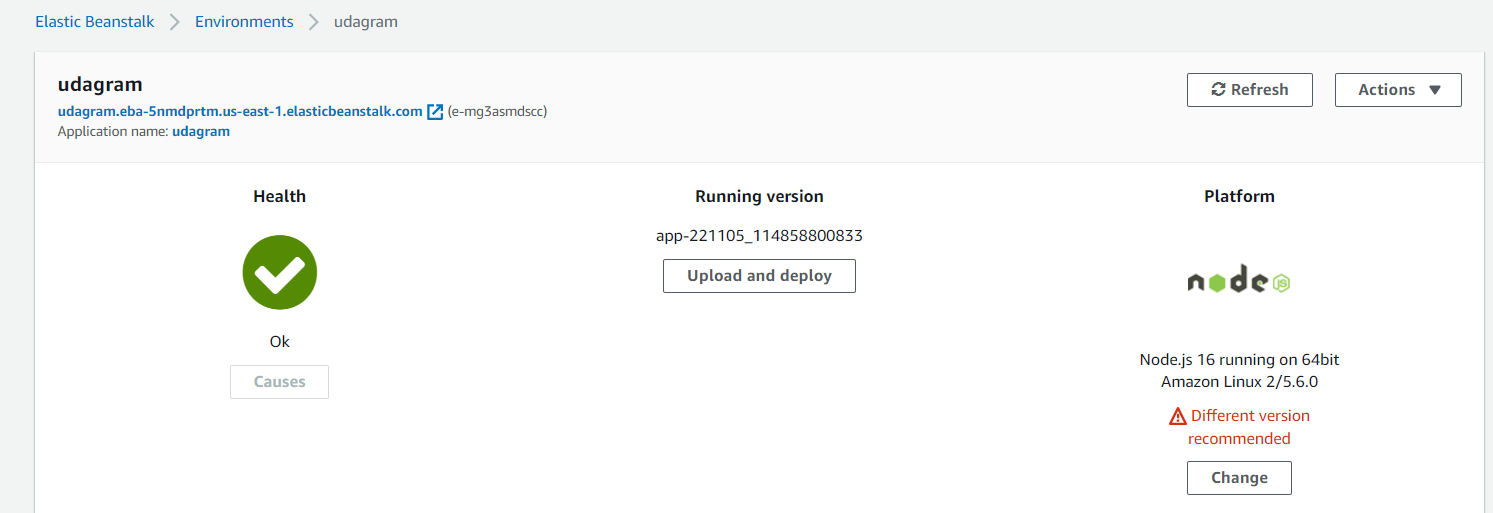 Elastic Beanstalk > Environments > udagram
udagram
Refresh
Actions
udagram.eba-5nmdprtm.us-east-1.elasticbeanstalk.com (e-mg3asmdscc)
Application name: udagram
Health
Ok
Causes
Running version
app-221105_114858800833
Upload and deploy
Platform
node JS
Node.js 16 running on 64bit
Amazon Linux 2/5.6.0
Different version
recommended
Change